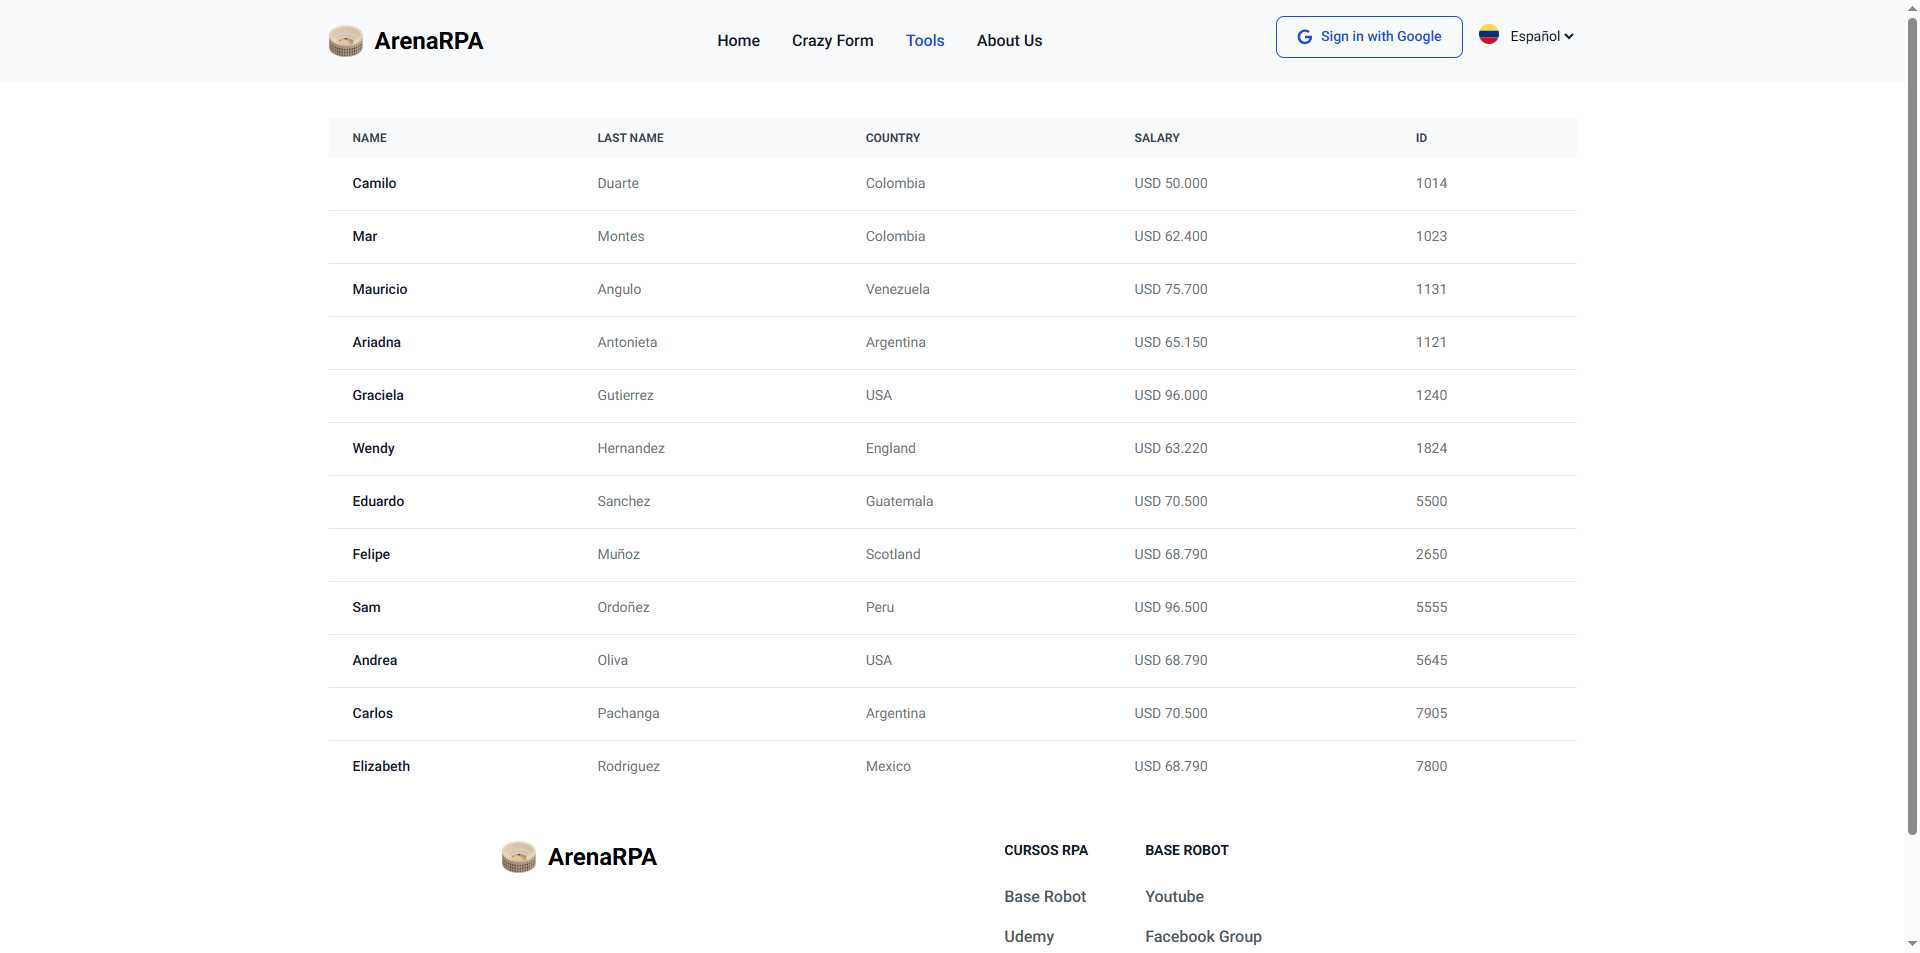 ArenaRPA Home Crazy Form Tools About Us Sign in with Google Español
NAME LAST NAME COUNTRY SALARY ID
Camilo Duarte Colombia USD 50.000 1014
Mar Montes Colombia USD 62.400 1023
Mauricio Angulo Venezuela USD 75.700 1131
Ariadna Antonieta Argentina USD 65.150 1121
Graciela Gutierrez USA USD 96.000 1240
Wendy Hernandez England USD 63.220 1824
Eduardo Sanchez Guatemala USD 70.500 5500
Felipe Muñoz Scotland USD 68.790 2650
Sam Ordoñez Peru USD 96.500 5555
Andrea Oliva USA USD 68.790 5645
Carlos Pachanga Argentina USD 70.500 7905
Elizabeth Rodriguez Mexico USD 68.790 7800
ArenaRPA CURSOS RPA BASE ROBOT
Base Robot Youtube
Udemy Facebook Group